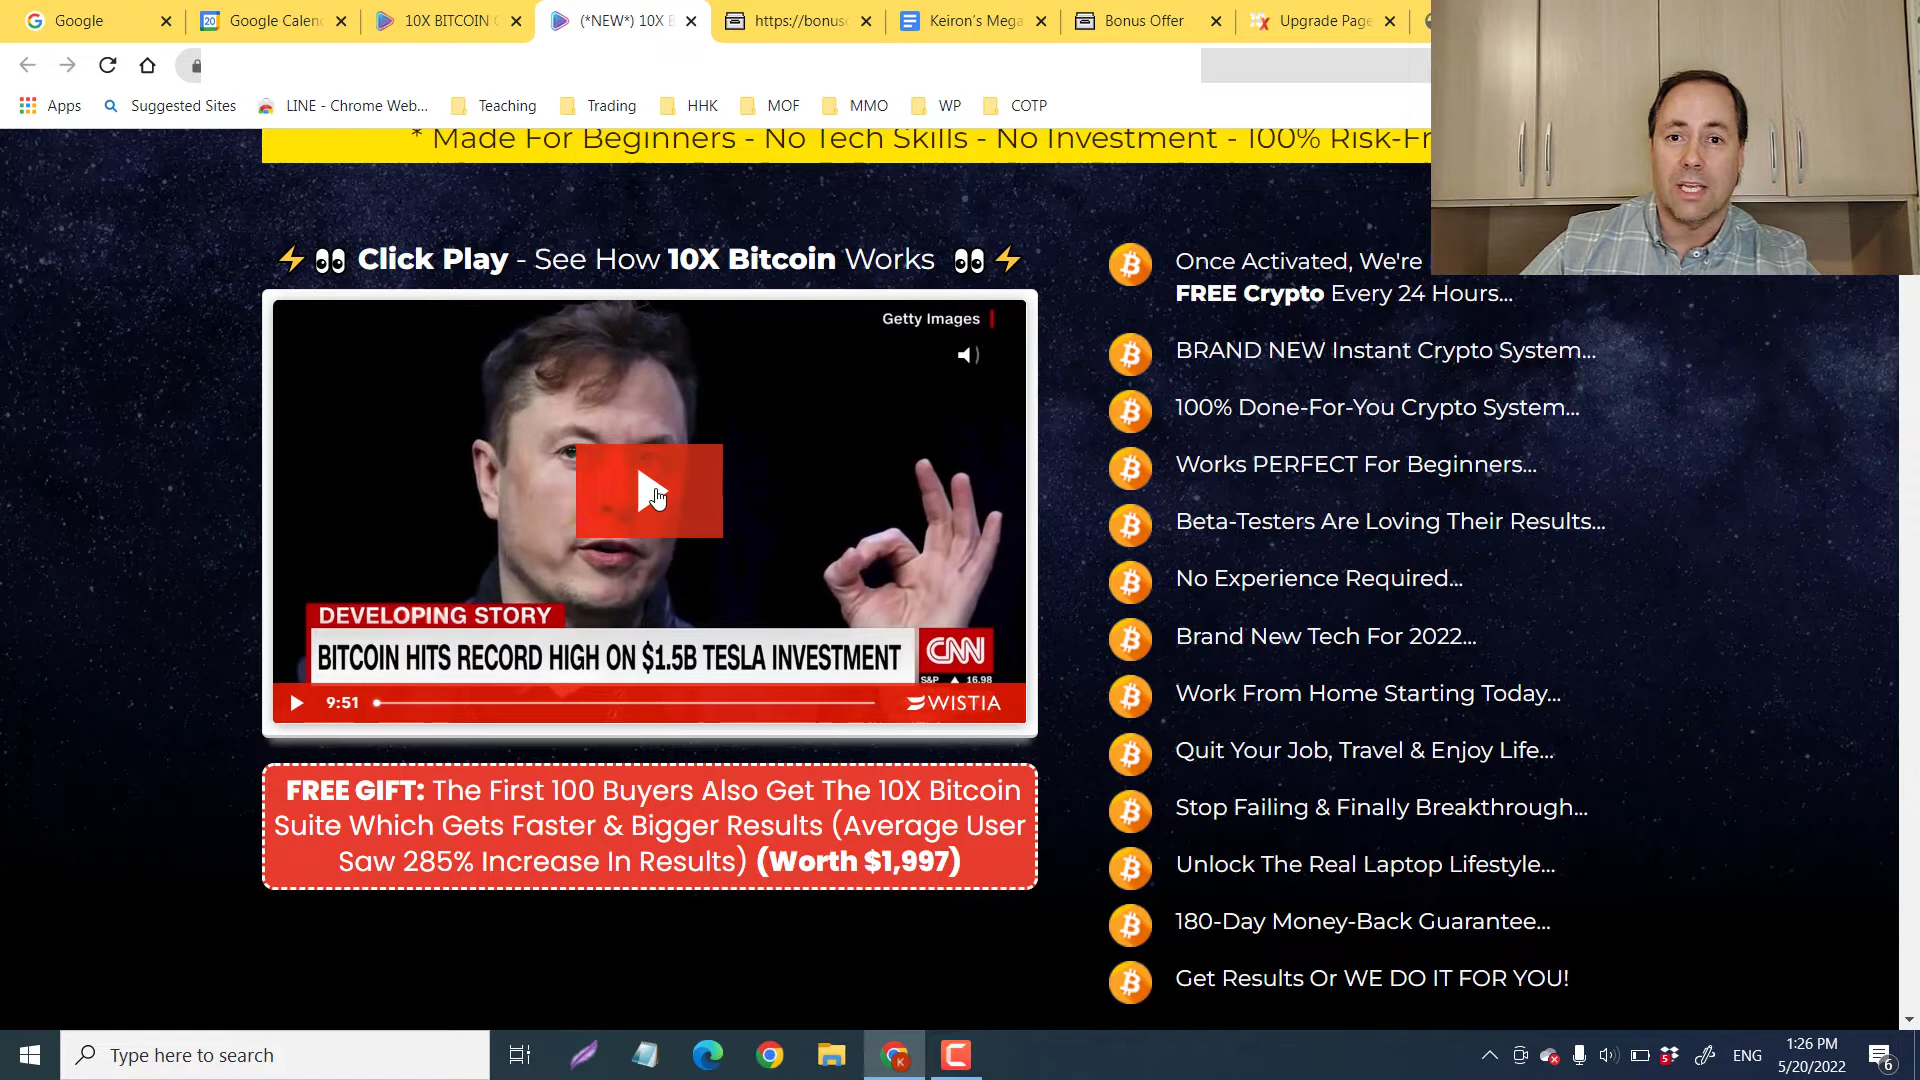 Google
Google Calen
10X BITCOIN
(*NEW*) 10X B
https://bonus
Keiron's Mega
Bonus Offer
Upgrade Page
Apps
Suggested Sites
LINE - Chrome Web...
Teaching
Trading
HHK
MOF
MMO
WP
COTP
* Made For Beginners - No Tech Skills - No Investment - 100% Risk-Fr
Click Play - See How 10X Bitcoin Works
Getty Images
DEVELOPING STORY
BITCOIN HITS RECORD HIGH ON $1.5B TESLA INVESTMENT
CNN
S&P ▲ 16.98
9:51
WISTIA
FREE GIFT: The First 100 Buyers Also Get The 10X Bitcoin
Suite Which Gets Faster & Bigger Results (Average User
Saw 285% Increase In Results) (Worth $1,997)
Once Activated, We're
FREE Crypto Every 24 Hours...
BRAND NEW Instant Crypto System...
100% Done-For-You Crypto System...
Works PERFECT For Beginners...
Beta-Testers Are Loving Their Results...
No Experience Required...
Brand New Tech For 2022...
Work From Home Starting Today...
Quit Your Job, Travel & Enjoy Life...
Stop Failing & Finally Breakthrough...
Unlock The Real Laptop Lifestyle...
180-Day Money-Back Guarantee...
Get Results Or WE DO IT FOR YOU!
Type here to search
ENG
1:26 PM
5/20/2022
6